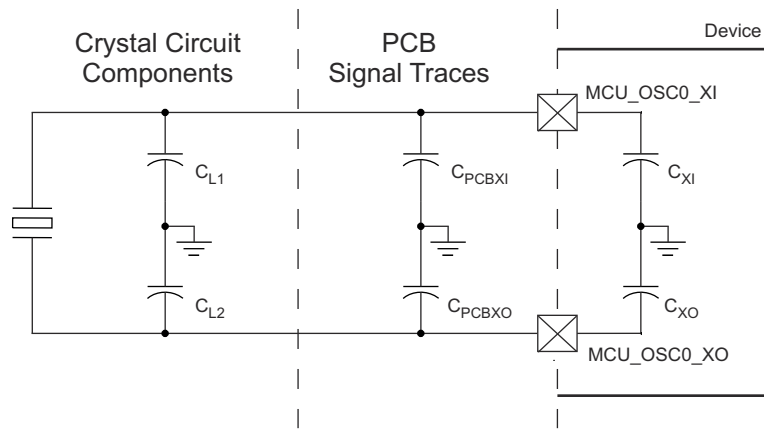 Crystal Circuit
Components
PCB
Signal Traces
Device
MCU_OSC0_XI
CL1
CPCBXI
CXI
CL2
CPCBXO
CXO
MCU_OSC0_XO